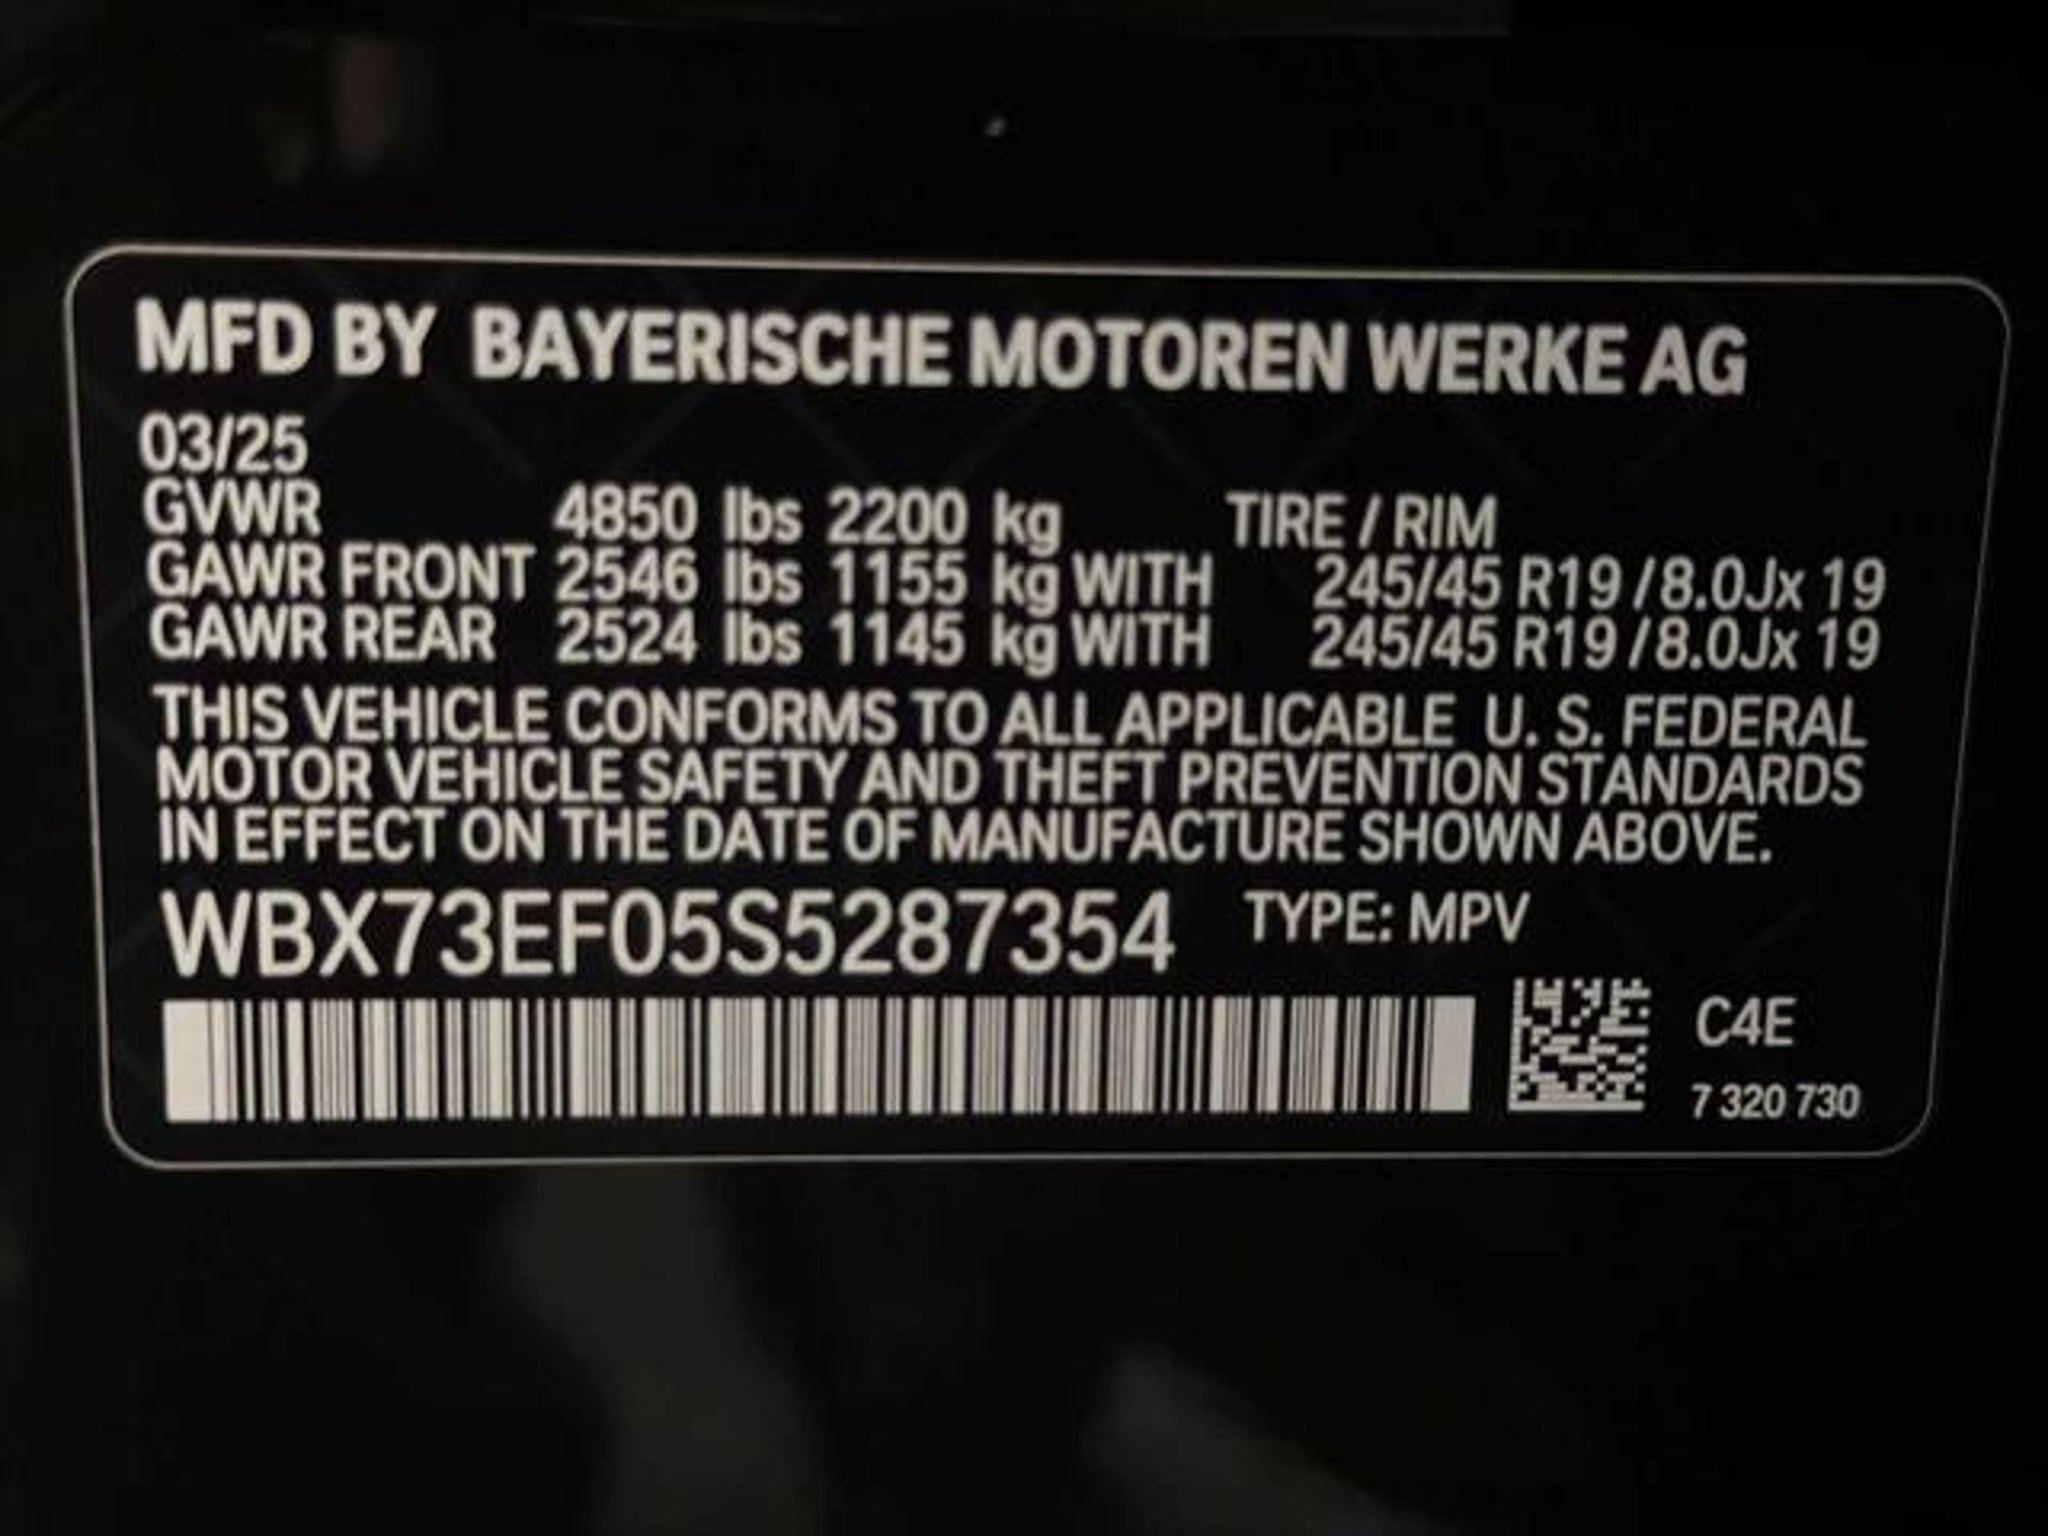 MFD BY BAYERISCHE MOTOREN WERKE AG
03/25
GVWR 4850 lbs 2200 kg TIRE / RIM
GAWR FRONT 2546 lbs 1155 kg WITH 245/45 R19 / 8.0Jx 19
GAWR REAR 2524 lbs 1145 kg WITH 245/45 R19 / 8.0Jx 19
THIS VEHICLE CONFORMS TO ALL APPLICABLE U. S. FEDERAL
MOTOR VEHICLE SAFETY AND THEFT PREVENTION STANDARDS
IN EFFECT ON THE DATE OF MANUFACTURE SHOWN ABOVE.
WBX73EF05S5287354 TYPE: MPV
C4E
7 320 730